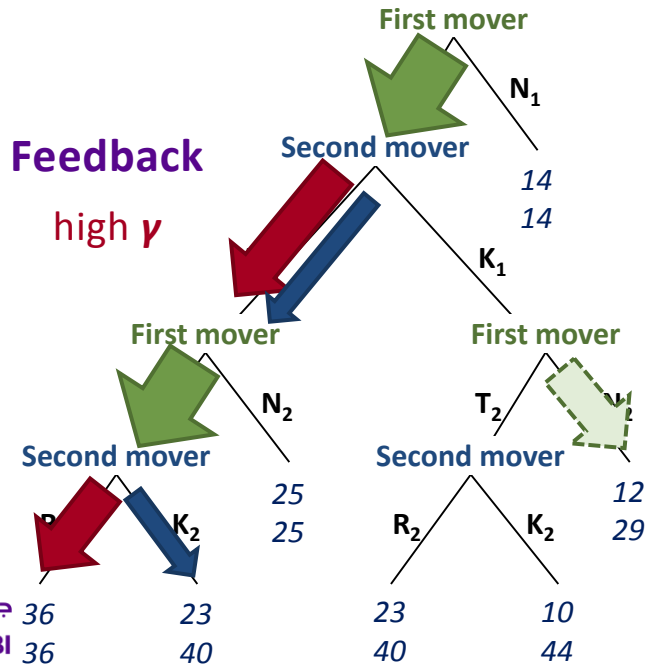 First mover
N₁
Feedback
Second mover
14
14
high γ
K₁
First mover
First mover
N₂
T₂
N₂
Second mover
Second mover
25
25
12
29
R
K₂
R₂
K₂
36
23
23
10
36
40
40
44